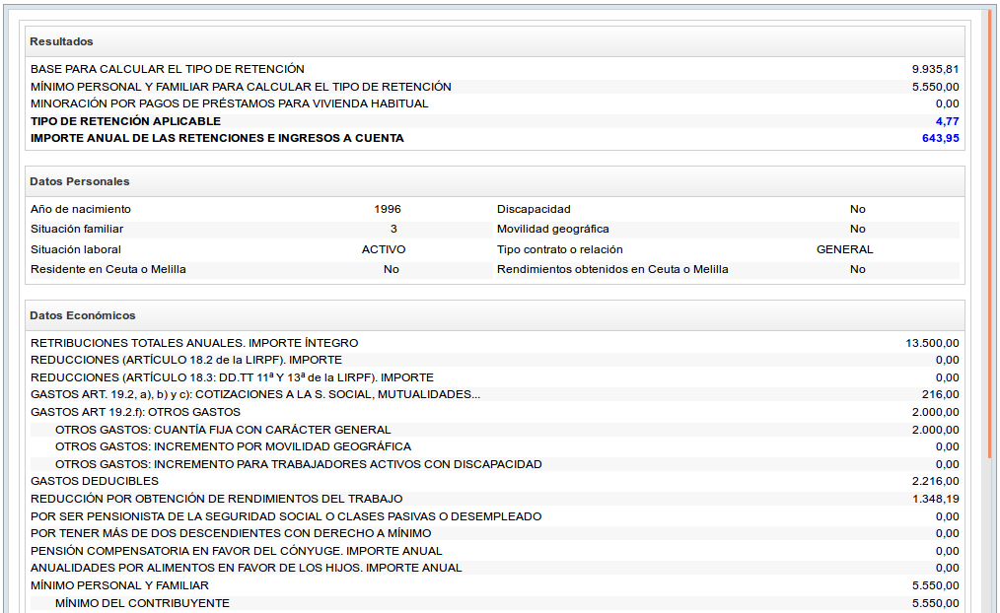 Resultados
BASE PARA CALCULAR EL TIPO DE RETENCIÓN 9.935,81
MÍNIMO PERSONAL Y FAMILIAR PARA CALCULAR EL TIPO DE RETENCIÓN 5.550,00
MINORACIÓN POR PAGOS DE PRÉSTAMOS PARA VIVIENDA HABITUAL 0,00
TIPO DE RETENCIÓN APLICABLE 4,77
IMPORTE ANUAL DE LAS RETENCIONES E INGRESOS A CUENTA 643,95
Datos Personales
Año de nacimiento 1996 Discapacidad No
Situación familiar 3 Movilidad geográfica No
Situación laboral ACTIVO Tipo contrato o relación GENERAL
Residente en Ceuta o Melilla No Rendimientos obtenidos en Ceuta o Melilla No
Datos Económicos
RETRIBUCIONES TOTALES ANUALES. IMPORTE ÍNTEGRO 13.500,00
REDUCCIONES (ARTÍCULO 18.2 de la LIRPF). IMPORTE 0,00
REDUCCIONES (ARTÍCULO 18.3: DD.TT 11ª Y 13ª de la LIRPF). IMPORTE 0,00
GASTOS ART. 19.2, a), b) y c): COTIZACIONES A LA S. SOCIAL, MUTUALIDADES... 216,00
GASTOS ART 19.2.f): OTROS GASTOS 2.000,00
OTROS GASTOS: CUANTÍA FIJA CON CARÁCTER GENERAL 2.000,00
OTROS GASTOS: INCREMENTO POR MOVILIDAD GEOGRÁFICA 0,00
OTROS GASTOS: INCREMENTO PARA TRABAJADORES ACTIVOS CON DISCAPACIDAD 0,00
GASTOS DEDUCIBLES 2.216,00
REDUCCIÓN POR OBTENCIÓN DE RENDIMIENTOS DEL TRABAJO 1.348,19
POR SER PENSIONISTA DE LA SEGURIDAD SOCIAL O CLASES PASIVAS O DESEMPLEADO 0,00
POR TENER MÁS DE DOS DESCENDIENTES CON DERECHO A MÍNIMO 0,00
PENSIÓN COMPENSATORIA EN FAVOR DEL CÓNYUGE. IMPORTE ANUAL 0,00
ANUALIDADES POR ALIMENTOS EN FAVOR DE LOS HIJOS. IMPORTE ANUAL 0,00
MÍNIMO PERSONAL Y FAMILIAR 5.550,00
MÍNIMO DEL CONTRIBUYENTE 5.550,00